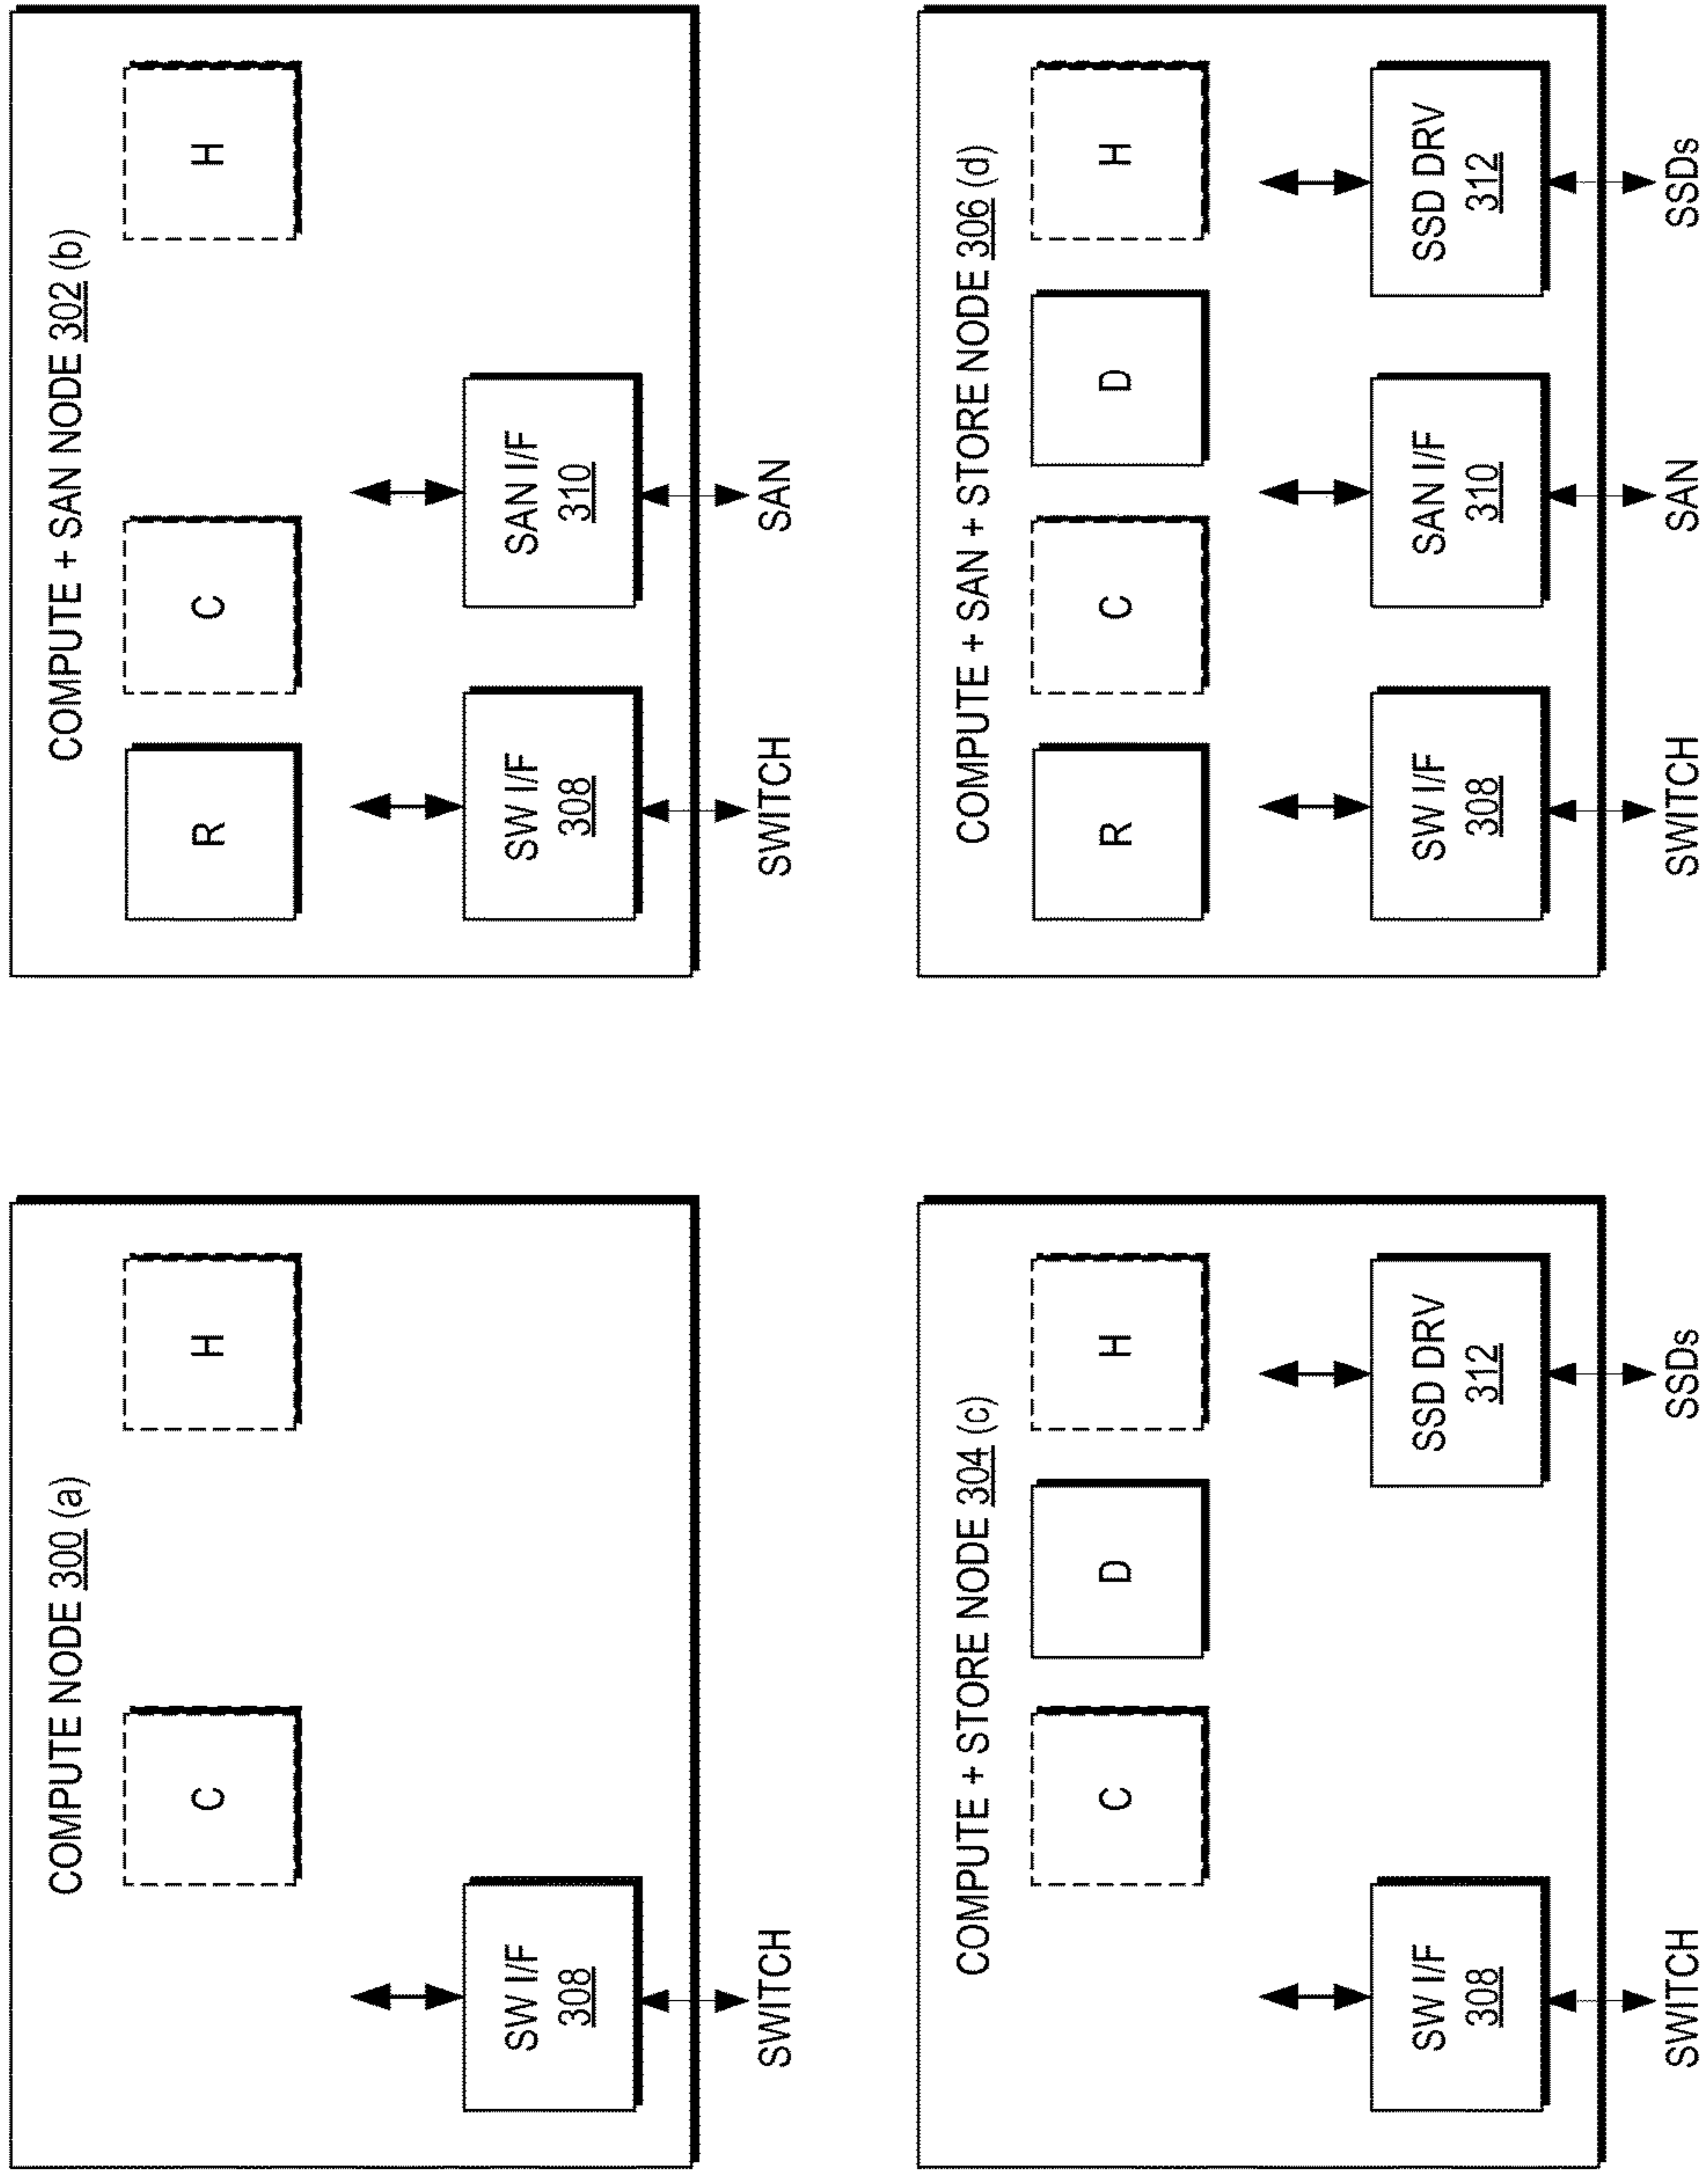 COMPUTE NODE 300 (a)
C
H
SW I/F
308
SWITCH
COMPUTE + SAN NODE 302 (b)
R
C
H
SW I/F
308
SAN I/F
310
SWITCH
SAN
COMPUTE + STORE NODE 304 (c)
C
D
H
SW I/F
308
SSD DRV
312
SWITCH
SSDs
COMPUTE + SAN + STORE NODE 306 (d)
R
C
D
H
SW I/F
308
SAN I/F
310
SSD DRV
312
SWITCH
SAN
SSDs